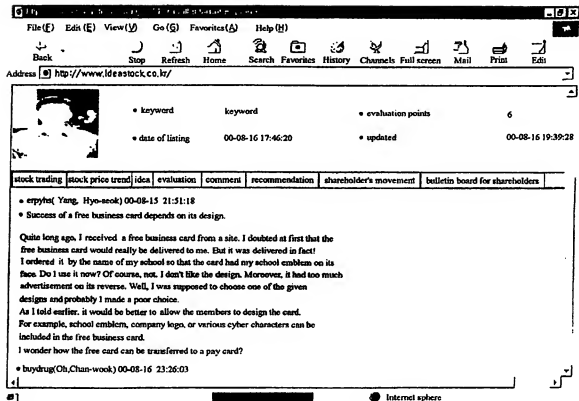 File(F) Edit (E) View(V) Go (G) Favorites (A) Help (H)
Back Stop Refresh Home Search Favorites History Channels Full screen Mail Print Edit
Address http://www.Ideastock.co.kr/
• keyword keyword • evaluation points 6
• date of listing 00-08-16 17:46:20 • updated 00-08-16 19:39:28
stock trading stock price trend idea evaluation comment recommendation shareholder's movement bulletin board for shareholders
• erpyhs( Yang, Hyo-seok) 00-08-15 21:51:18
• Success of a free business card depends on its design.
Quite long ago, I received a free business card from a site. I doubted at first that the
free business card would really be delivered to me. But it was delivered in fact!
I ordered it by the name of my school so that the card had my school emblem on its
face. Do I use it now? Of course, not. I don't like the design. Moreover, it had too much
advertisement on its reverse. Well, I was supposed to choose one of the given
designs and probably I made a poor choice.
As I told earlier, it would be better to allow the members to design the card.
For example, school emblem, company logo, or various cyber characters can be
included in the free business card.
I wonder how the free card can be transferred to a pay card?
• buydrug(Oh,Chan-wook) 00-08-16 23:26:03
Internet sphere